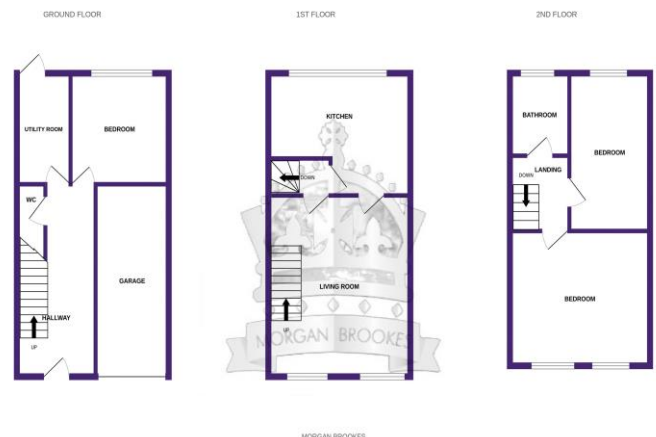 GROUND FLOOR
1ST FLOOR
2ND FLOOR
UTILITY ROOM
BEDROOM
WC
GARAGE
HALLWAY
UP
KITCHEN
DOWN
LIVING ROOM
UP
MORGAN BROOKES
BATHROOM
BEDROOM
LANDING
DOWN
BEDROOM
MORGAN BROOKES